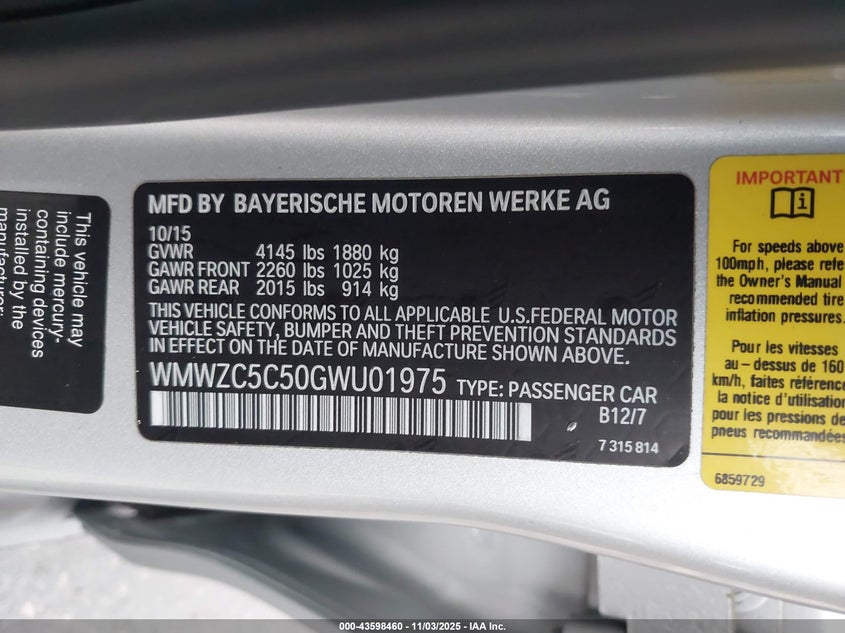 This vehicle may
include mercury-
containing devices
installed by the
manufacturer:
MFD BY BAYERISCHE MOTOREN WERKE AG
10/15
GVWR 4145 lbs 1880 kg
GAWR FRONT 2260 lbs 1025 kg
GAWR REAR 2015 lbs 914 kg
THIS VEHICLE CONFORMS TO ALL APPLICABLE U.S.FEDERAL MOTOR
VEHICLE SAFETY, BUMPER AND THEFT PREVENTION STANDARDS
IN EFFECT ON THE DATE OF MANUFACTURE SHOWN ABOVE.
WMWZC5C50GWU01975 TYPE: PASSENGER CAR
B12/7
7 315 814
IMPORTANT
For speeds above
100mph, please refe
the Owner's Manual
recommended tire
inflation pressures.
Pour les vitesses
au - dessus de 160
km/h, faites référenc
la notice d'utilisation
pour les pressions de
pneus recommandées
6859729
000-43598460 - 11/03/2025 - IAA Inc.